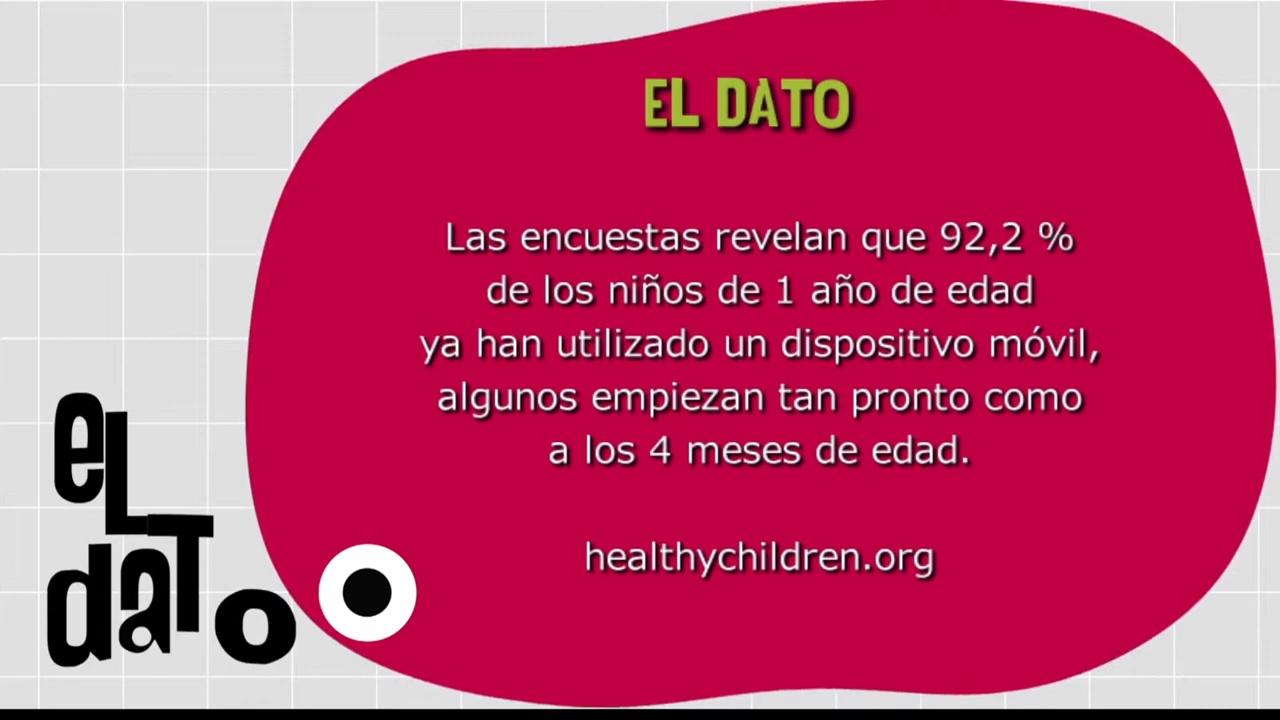 EL DATO
Las encuestas revelan que 92,2 %
de los niños de 1 año de edad
ya han utilizado un dispositivo móvil,
algunos empiezan tan pronto como
a los 4 meses de edad.
healthychildren.org
eL
daTo